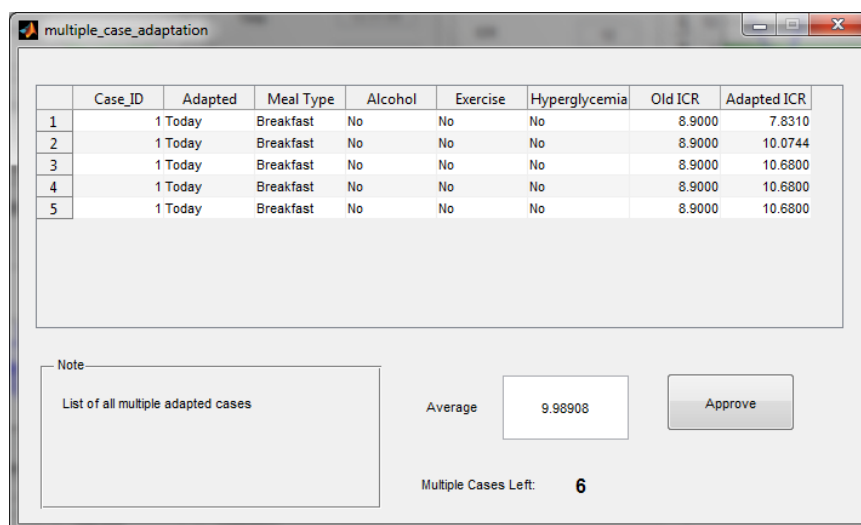 multiple_case_adaptation
Case_ID Adapted Meal Type Alcohol Exercise Hyperglycemia Old ICR Adapted ICR
1 1 Today Breakfast No No No 8.9000 7.8310
2 1 Today Breakfast No No No 8.9000 10.0744
3 1 Today Breakfast No No No 8.9000 10.6800
4 1 Today Breakfast No No No 8.9000 10.6800
5 1 Today Breakfast No No No 8.9000 10.6800
Note
List of all multiple adapted cases
Average 9.98908 Approve
Multiple Cases Left: 6